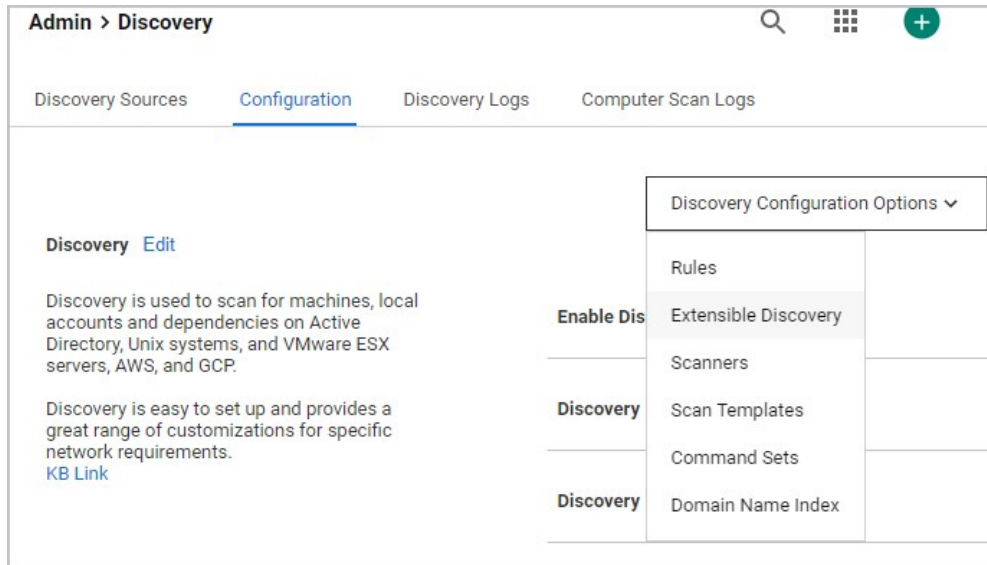 Admin > Discovery
Discovery Sources Configuration Discovery Logs Computer Scan Logs
Discovery Configuration Options
Discovery Edit
Discovery is used to scan for machines, local
accounts and dependencies on Active
Directory, Unix systems, and VMware ESX
servers, AWS, and GCP.
Discovery is easy to set up and provides a
great range of customizations for specific
network requirements.
KB Link
Rules
Enable Dis
Extensible Discovery
Scanners
Discovery
Scan Templates
Command Sets
Discovery
Domain Name Index